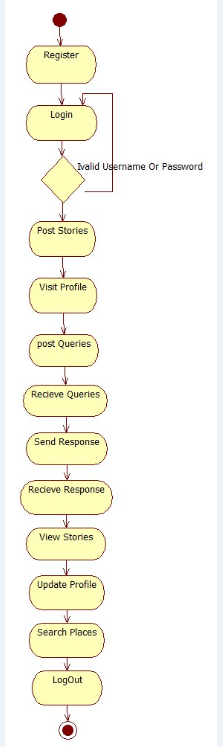 Register
Login
Ivalid Username Or Password
Post Stories
Visit Profile
post Queries
Recieve Queries
Send Response
Recieve Response
View Stories
Update Profile
Search Places
LogOut